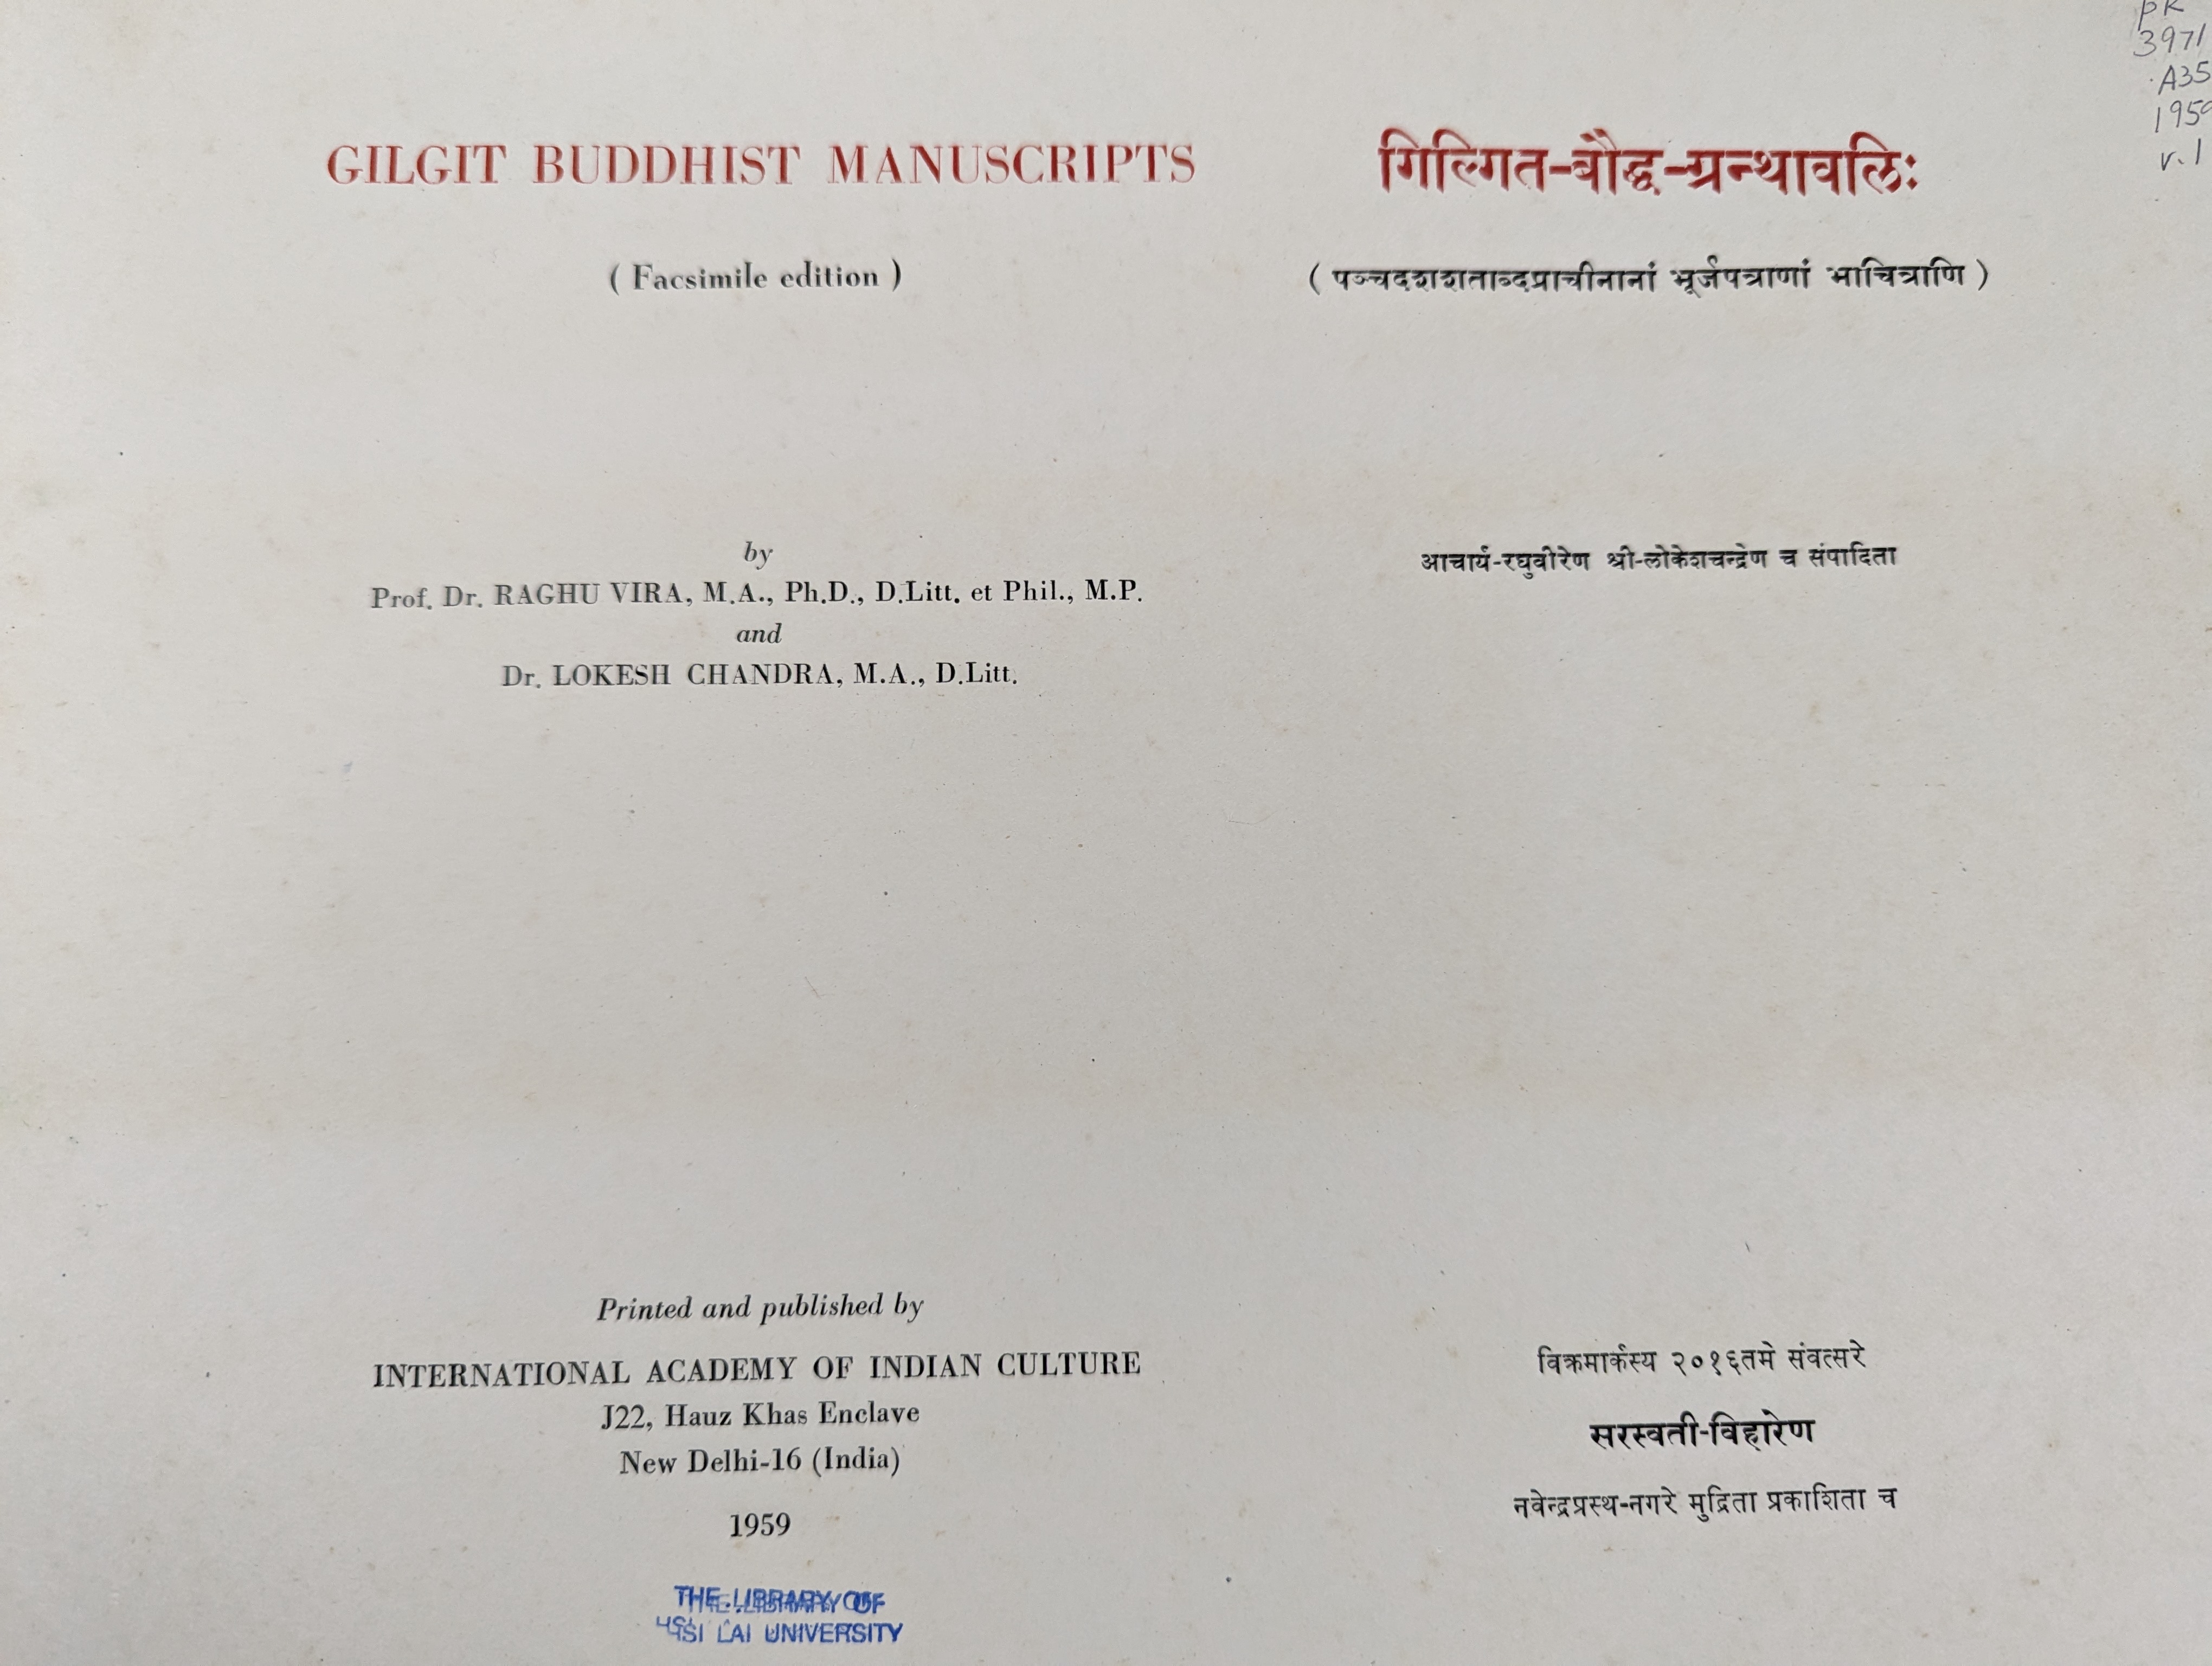 GILGIT BUDDHIST MANUSCRIPTS
( Facsimile edition )
by
Prof. Dr. RAGHU VIRA, M.A., Ph.D., D.Litt. et Phil., M.P.
and
Dr. LOKESH CHANDRA, M.A., D.Litt.
Printed and published by
INTERNATIONAL ACADEMY OF INDIAN CULTURE
J22, Hauz Khas Enclave
New Delhi-16 (India)
1959
THE LIBRARY OF
HSI LAI UNIVERSITY
गिल्गित-बौद्ध-ग्रन्थावलिः
( पञ्चदशशताब्दप्राचीनानां भूर्जपत्राणां भाचित्राणि )
आचार्य-रघुवीरेण श्री-लोकेशचन्द्रेण च संपादिता
विक्रमार्कस्य २०१६तमे संवत्सरे
सरस्वती-विहारेण
नवेन्द्रप्रस्थ-नगरे मुद्रिता प्रकाशिता च
PK
3971
.A35
1959
v.1